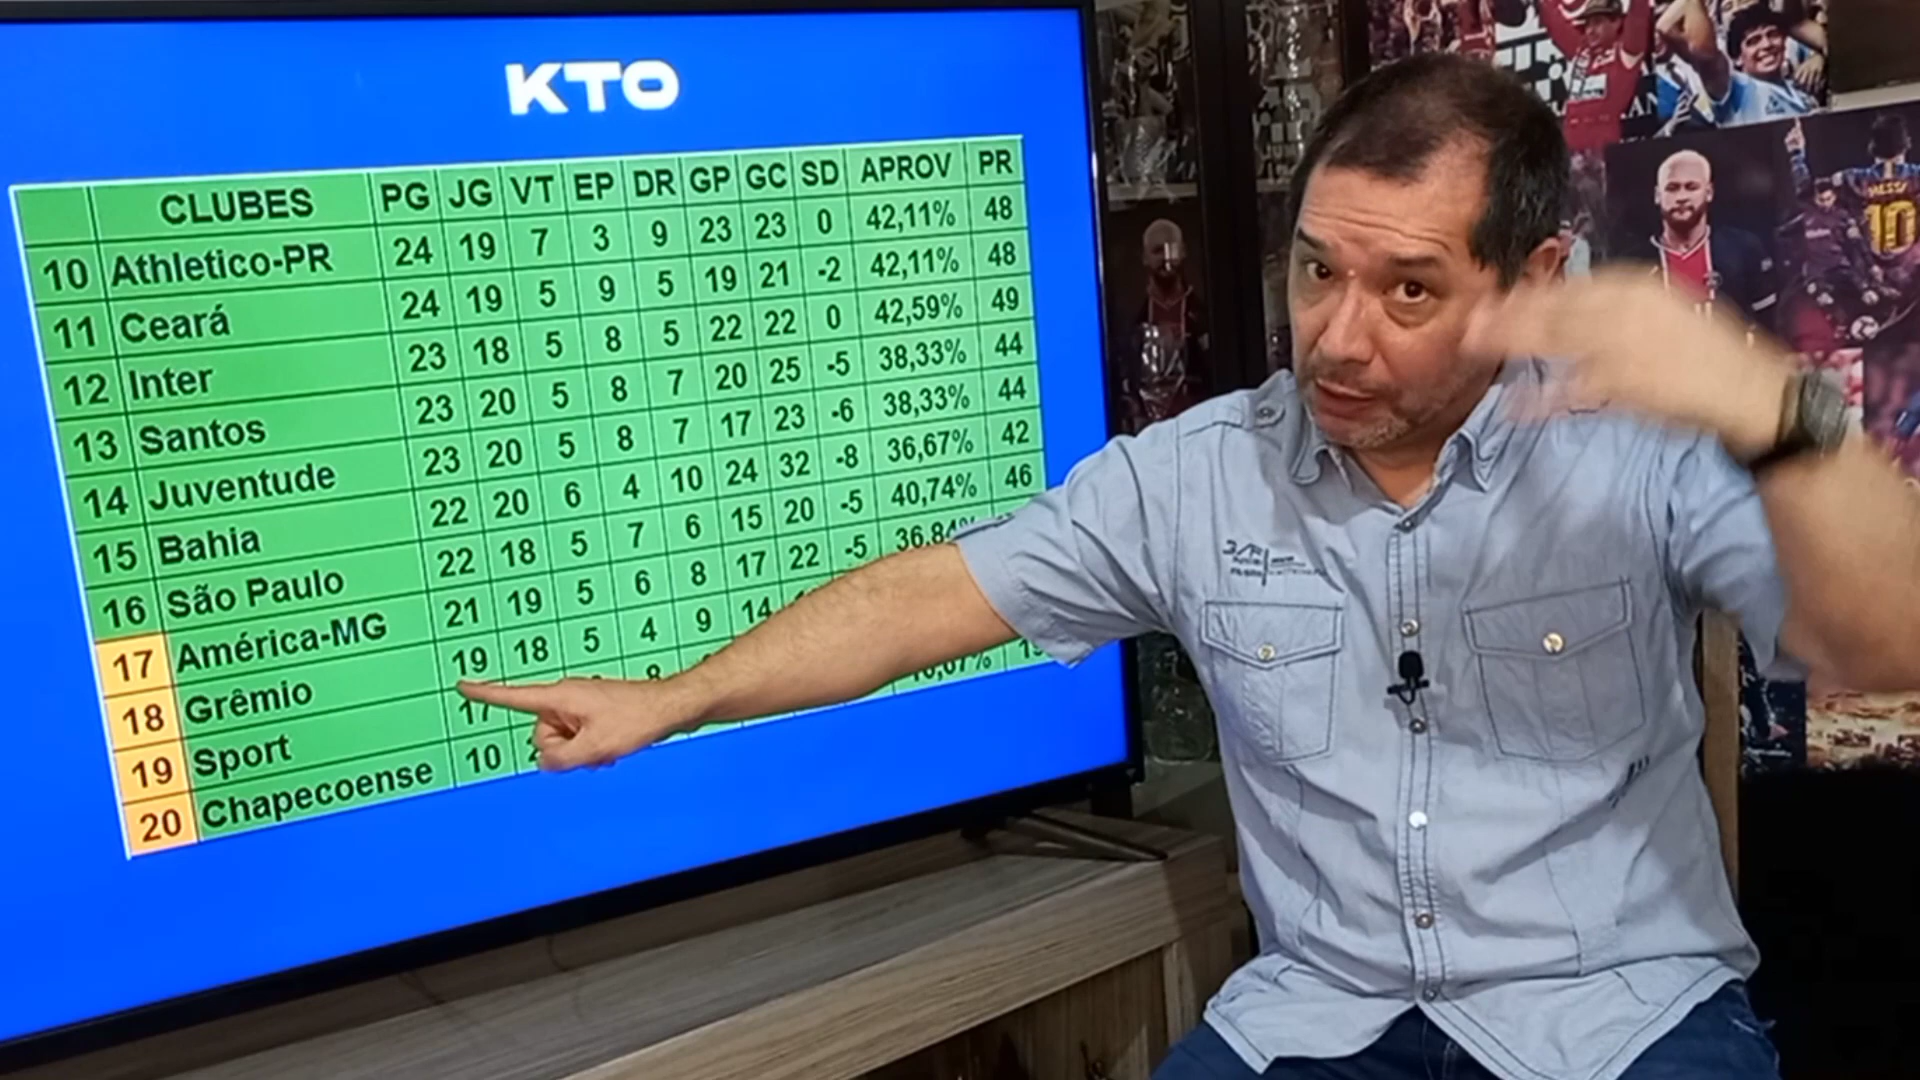 KTO
CLUBES PG JG VT EP DR GP GC SD APROV PR
10 Athletico-PR 24 19 7 3 9 23 23 0 42,11% 48
11 Ceará 24 19 5 9 5 19 21 -2 42,11% 48
12 Inter 23 18 5 8 5 22 22 0 42,59% 49
13 Santos 23 20 5 8 7 20 25 -5 38,33% 44
14 Juventude 23 20 5 8 7 17 23 -6 38,33% 44
15 Bahia 22 20 6 4 10 24 32 -8 36,67% 42
16 São Paulo 22 18 5 7 6 15 20 -5 40,74% 46
17 América-MG 21 19 5 6 8 17 22 -5
18 Grêmio 19 18 5 4 9 14
19 Sport 17 8
20 Chapecoense 10
MESSI
10